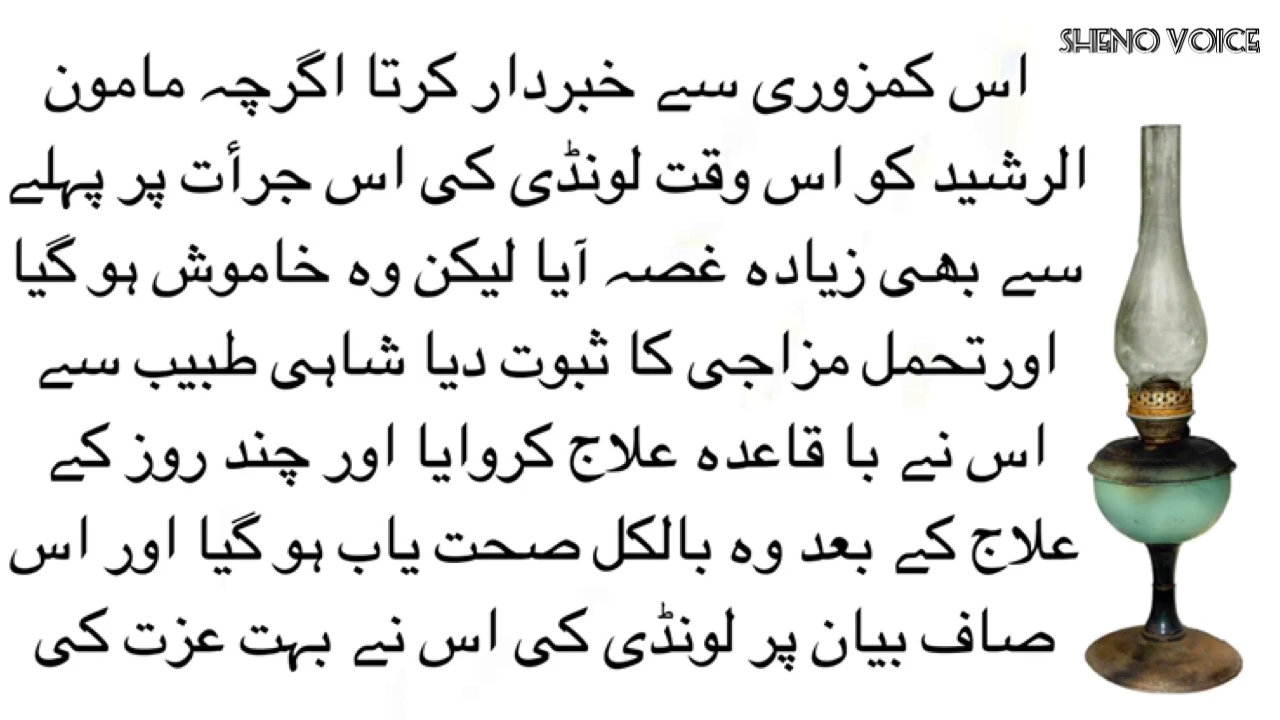 SHENO VOICE
اس کمزوری سے خبردار کرتا اگرچہ مامون
الرشید کو اس وقت لونڈی کی اس جرأت پر پہلے
سے بھی زیادہ غصہ آیا لیکن وہ خاموش ہو گیا
اورتحمل مزاجی کا ثبوت دیا شاہی طبیب سے
اس نے با قاعدہ علاج کروایا اور چند روز کے
علاج کے بعد وہ بالکل صحت یاب ہو گیا اور اس
صاف بیان پر لونڈی کی اس نے بہت عزت کی